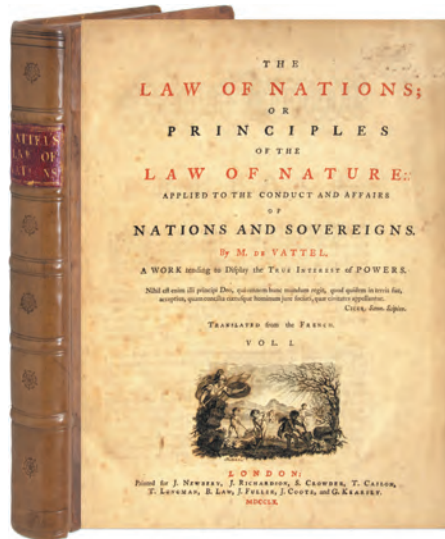 ATTEL'S
LAW OF
NATIONS
THE
LAW OF NATIONS;
OR
PRINCIPLES
OF THE
LAW OF NATURE:
APPLIED TO THE CONDUCT AND AFFAIRS
OF
NATIONS AND SOVEREIGNS.
By M. DE VATTEL.
A WORK tending to Display the TRUE INTEREST of POWERS.
Nihil est enim illi principi Deo, qui omnem hunc mundum regit, quod quidem in terris fiat,
acceptius, quam concilia cœtusque hominum jure sociati, quæ civitates appellantur.
CICER. Somn. Scipion.
TRANSLATED from the FRENCH.
VOL. I.
LONDON:
Printed for J. NEWBERY, J. RICHARDSON, S. CROWDER, T. CASLON,
T. LONGMAN, B. LAW, J. FULLER, J. COOTE, and G. KEARSLY.
MDCCLX.